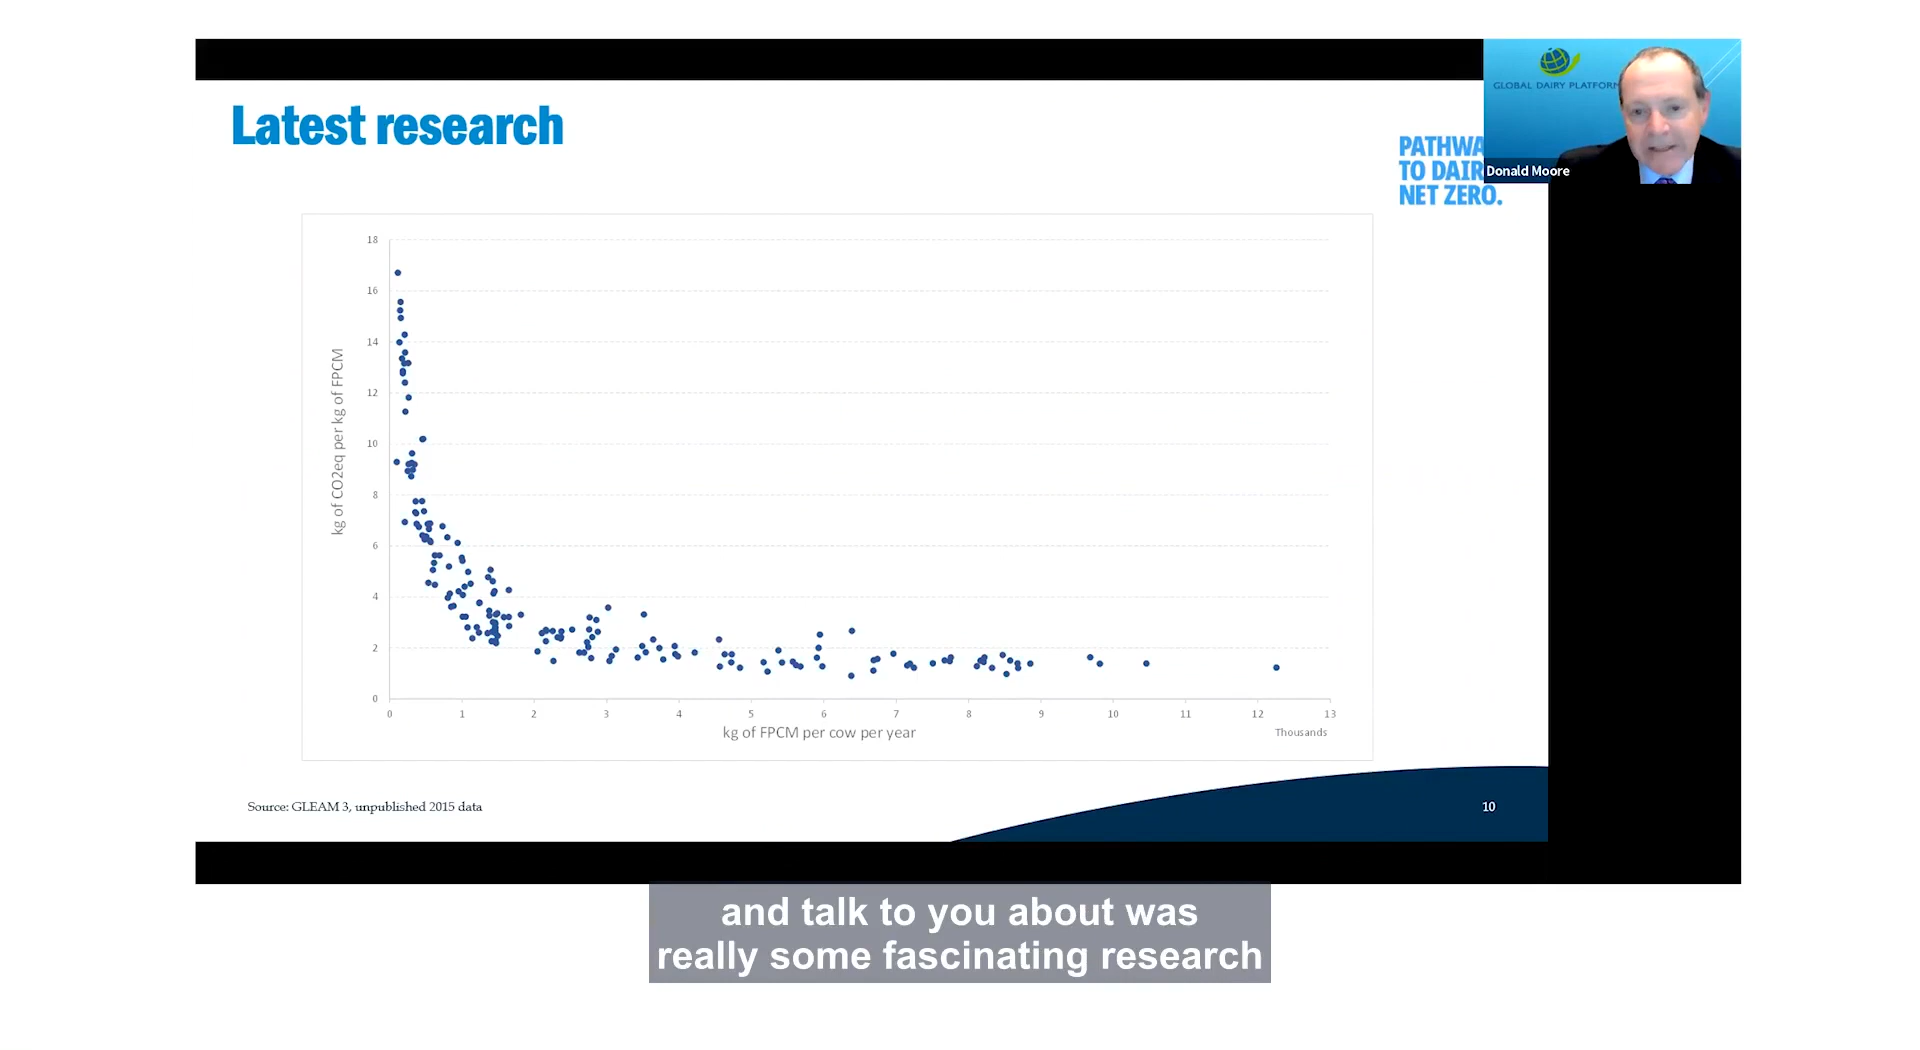 Latest research
GLOBAL DAIRY PLATFORM
Donald Moore
PATHWA
TO DAIR
NET ZERO.
18
16
14
12
10
8
6
4
2
0
kg of CO2eq per kg of FPCM
0 1 2 3 4 5 6 7 8 9 10 11 12 13
kg of FPCM per cow per year
Thousands
Source: GLEAM 3, unpublished 2015 data
10
and talk to you about was
really some fascinating research